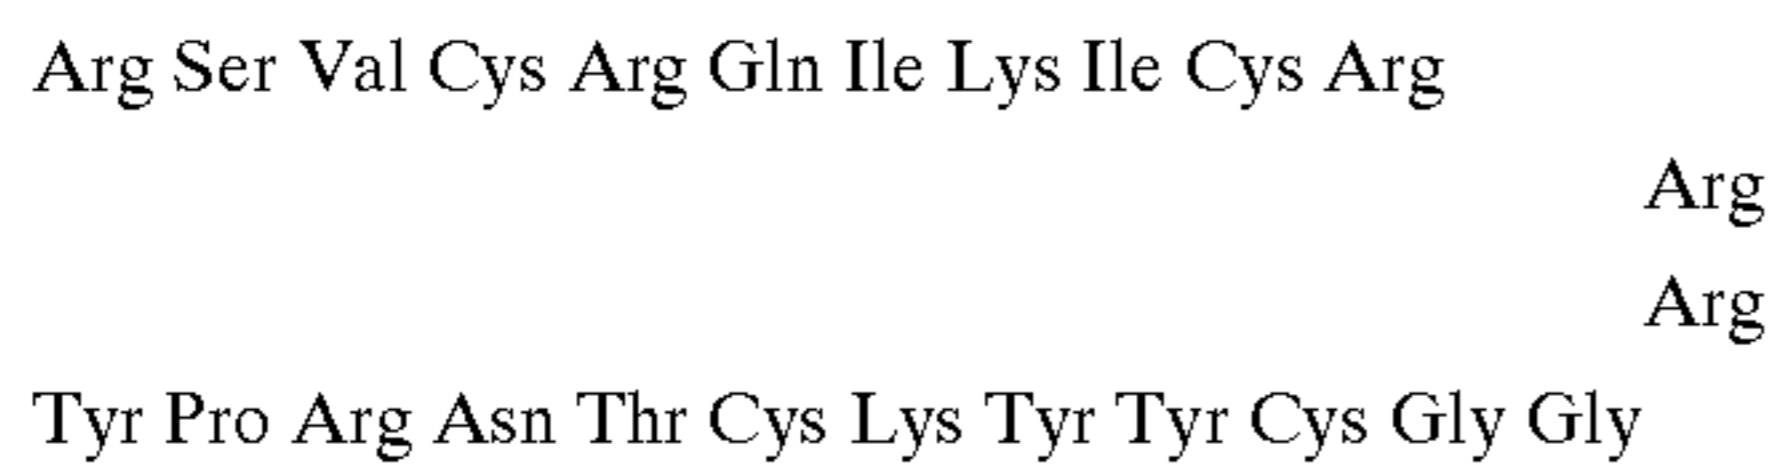 Arg Ser Val Cys Arg Gln Ile Lys Ile Cys Arg
Arg
Arg
Tyr Pro Arg Asn Thr Cys Lys Tyr Tyr Cys Gly Gly